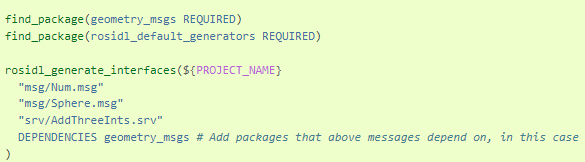 find_package(geometry_msgs REQUIRED)
find_package(rosidl_default_generators REQUIRED)
rosidl_generate_interfaces(${PROJECT_NAME}
"msg/Num.msg"
"msg/Sphere.msg"
"srv/AddThreeInts.srv"
DEPENDENCIES geometry_msgs # Add packages that above messages depend on, in this case
)